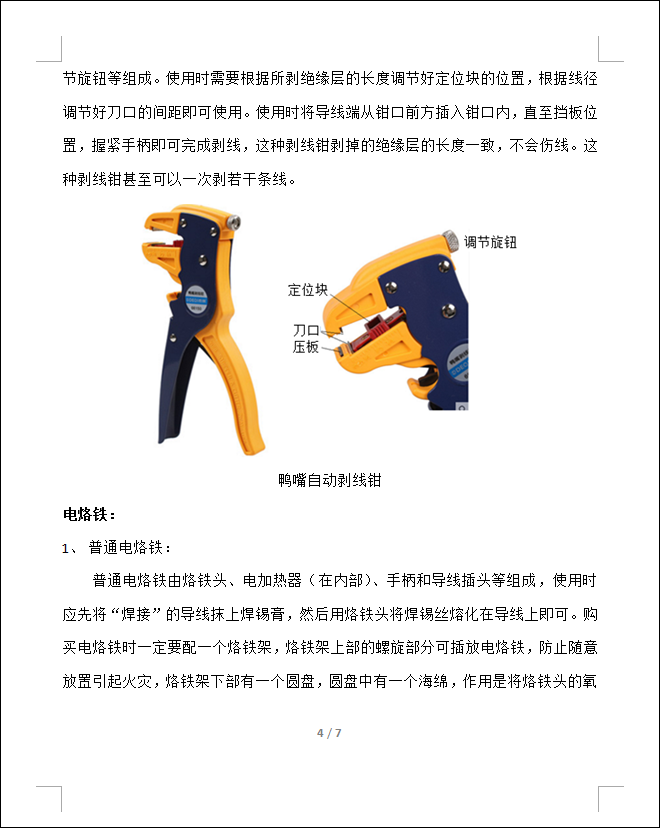 节旋钮等组成。使用时需要根据所剥绝缘层的长度调节好定位块的位置，根据线径
调节好刀口的间距即可使用。使用时将导线端从钳口前方插入钳口内，直至挡板位
置，握紧手柄即可完成剥线，这种剥线钳剥掉的绝缘层的长度一致，不会伤线。这
种剥线钳甚至可以一次剥若干条线。
调节旋钮
定位块
刀口
压板
鸭嘴自动剥线钳
电烙铁：
1、 普通电烙铁：
普通电烙铁由烙铁头、电加热器（在内部）、手柄和导线插头等组成，使用时
应先将“焊接”的导线抹上焊锡膏，然后用烙铁头将焊锡丝熔化在导线上即可。购
买电烙铁时一定要配一个烙铁架，烙铁架上部的螺旋部分可插放电烙铁，防止随意
放置引起火灾，烙铁架下部有一个圆盘，圆盘中有一个海绵，作用是将烙铁头的氧
4 / 7